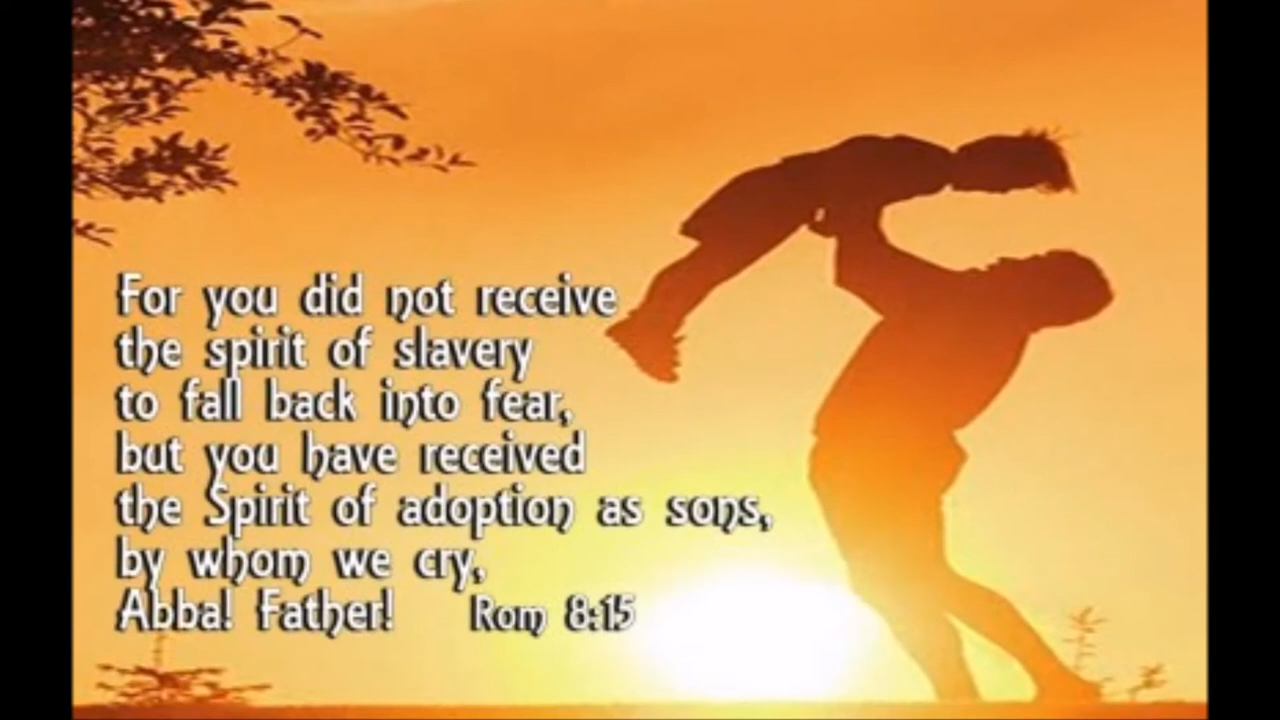 For you did not receive
the spirit of slavery
to fall back into fear,
but you have received
the Spirit of adoption as sons,
by whom we cry,
Abba! Father! Rom 8:15